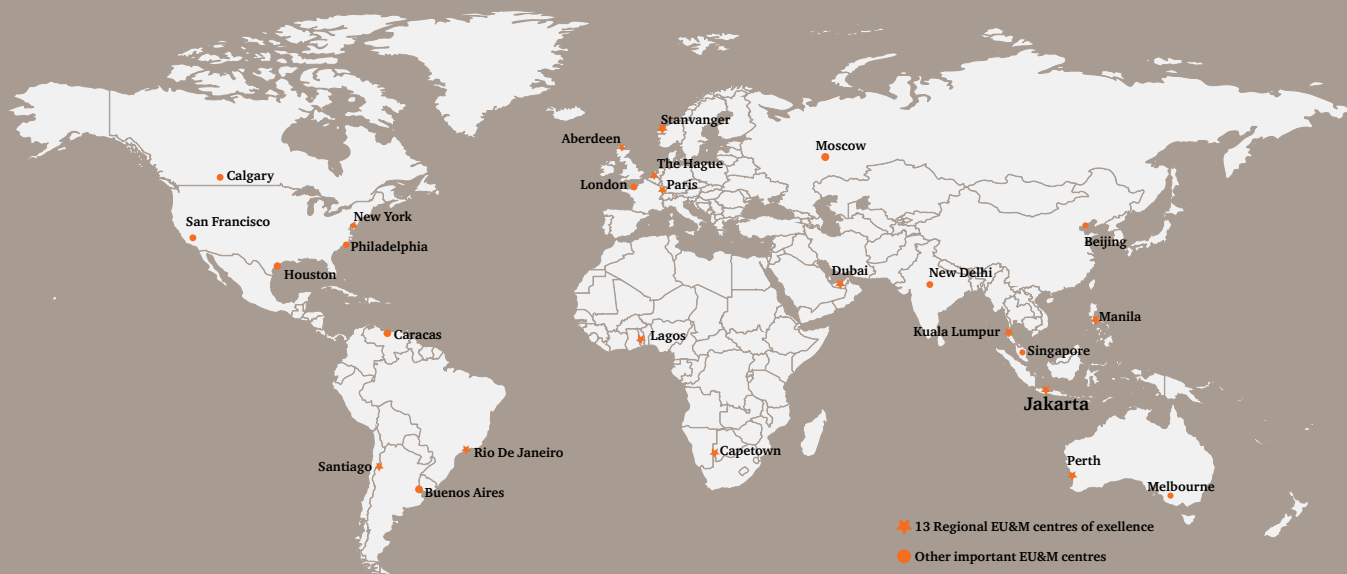 Stanvanger
Aberdeen
Moscow
The Hague
Calgary
London
Paris
New York
San Francisco
Beijing
Philadelphia
Dubai
New Delhi
Houston
Manila
Kuala Lumpur
Caracas
Lagos
Singapore
Jakarta
Rio De Janeiro
Capetown
Perth
Santiago
Melbourne
Buenos Aires
13 Regional EU&M centres of exellence
Other important EU&M centres